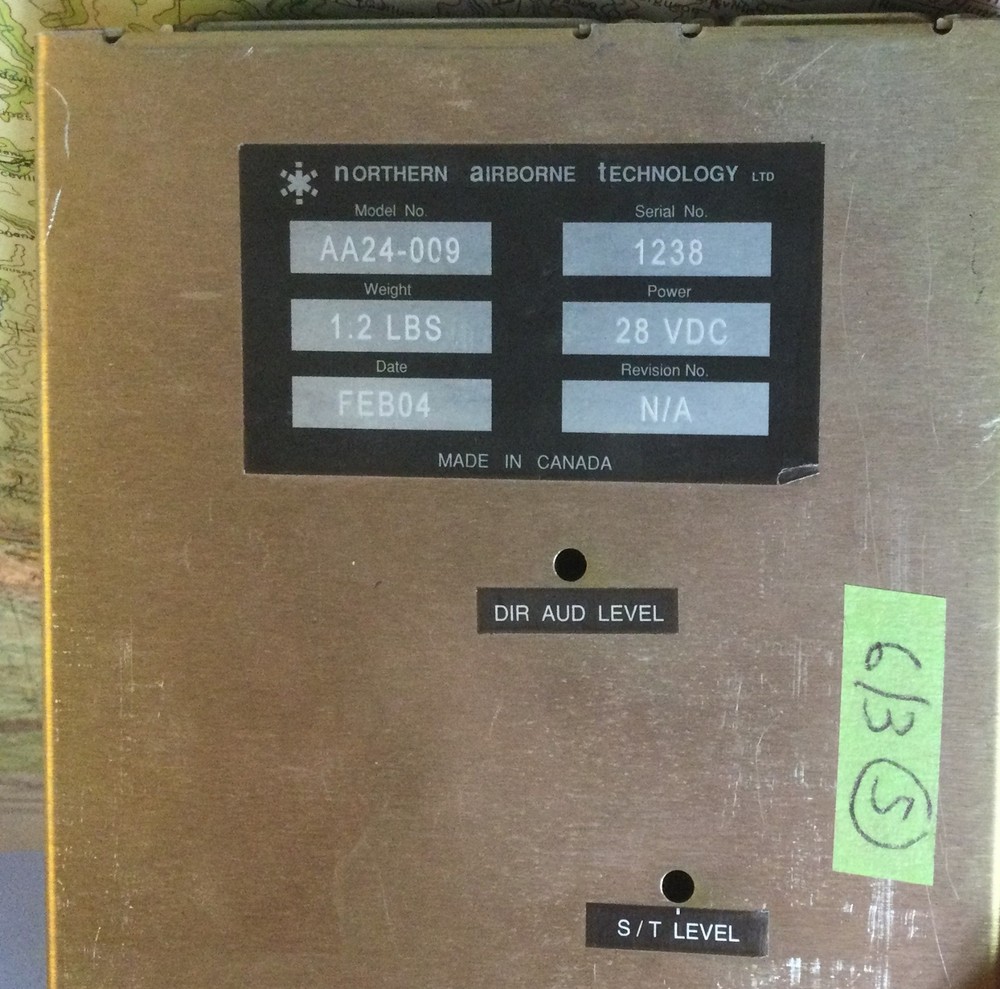 nORTHERN aIRBORNE tECHNOLOGY LTD
Model No. Serial No.
AA24-009 1238
Weight Power
1.2 LBS 28 VDC
Date Revision No.
FEB04 N/A
MADE IN CANADA
DIR AUD LEVEL
6/3 (S)
S/T LEVEL